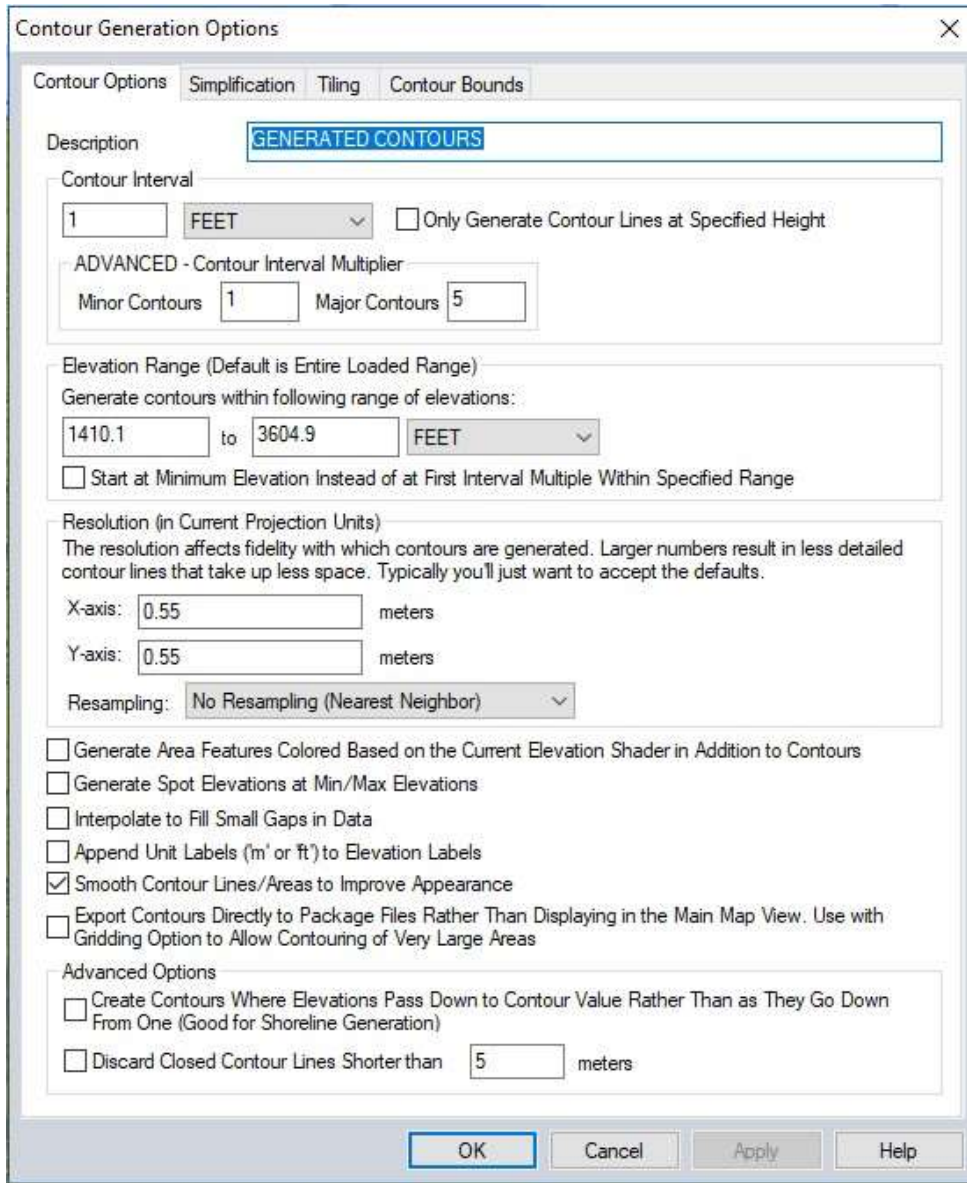 Contour Generation Options
Contour Options Simplification Tiling Contour Bounds
Description GENERATED CONTOURS
Contour Interval
1 FEET Only Generate Contour Lines at Specified Height
ADVANCED - Contour Interval Multiplier
Minor Contours 1 Major Contours 5
Elevation Range (Default is Entire Loaded Range)
Generate contours within following range of elevations:
1410.1 to 3604.9 FEET
Start at Minimum Elevation Instead of at First Interval Multiple Within Specified Range
Resolution (in Current Projection Units)
The resolution affects fidelity with which contours are generated. Larger numbers result in less detailed
contour lines that take up less space. Typically you'll just want to accept the defaults.
X-axis: 0.55 meters
Y-axis: 0.55 meters
Resampling: No Resampling (Nearest Neighbor)
Generate Area Features Colored Based on the Current Elevation Shader in Addition to Contours
Generate Spot Elevations at Min/Max Elevations
Interpolate to Fill Small Gaps in Data
Append Unit Labels ('m' or 'ft') to Elevation Labels
Smooth Contour Lines/Areas to Improve Appearance
Export Contours Directly to Package Files Rather Than Displaying in the Main Map View. Use with
Gridding Option to Allow Contouring of Very Large Areas
Advanced Options
Create Contours Where Elevations Pass Down to Contour Value Rather Than as They Go Down
From One (Good for Shoreline Generation)
Discard Closed Contour Lines Shorter than 5 meters
OK Cancel Apply Help